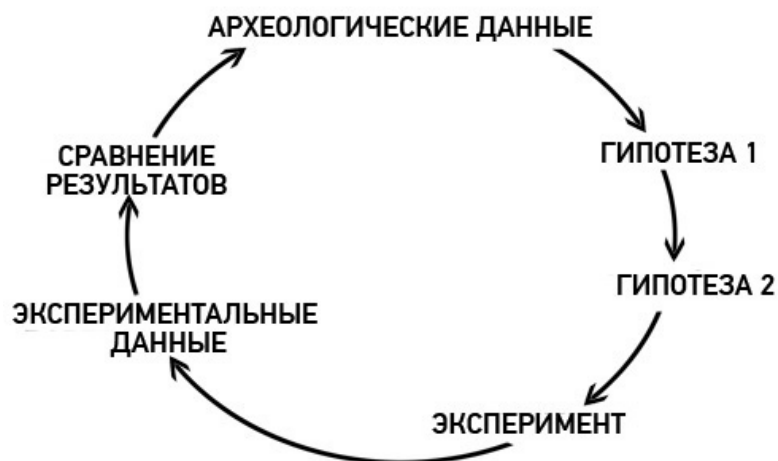 АРХЕОЛОГИЧЕСКИЕ ДАННЫЕ
ГИПОТЕЗА 1
ГИПОТЕЗА 2
ЭКСПЕРИМЕНТ
ЭКСПЕРИМЕНТАЛЬНЫЕ
ДАННЫЕ
СРАВНЕНИЕ
РЕЗУЛЬТАТОВ